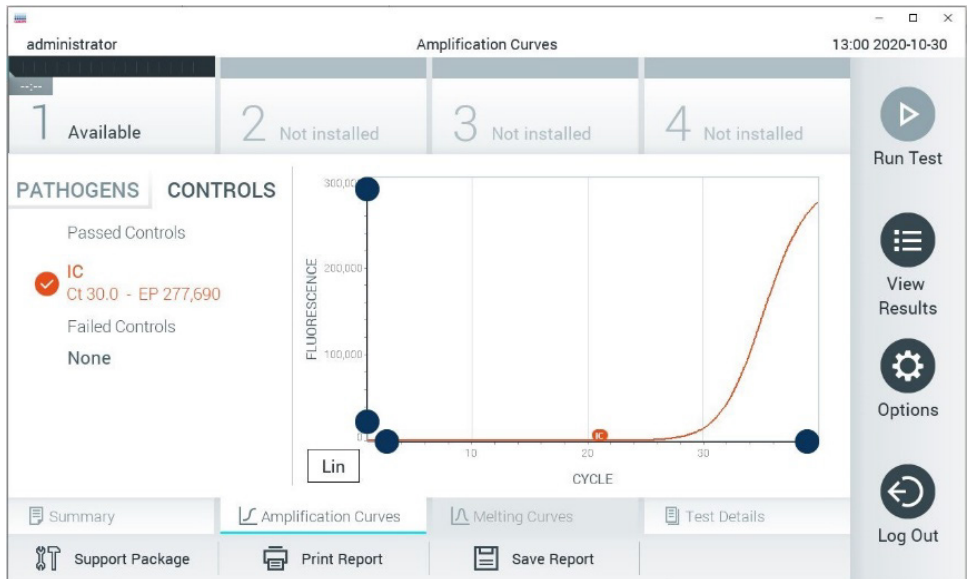 administrator
Amplification Curves
13:00 2020-10-30
--:--
1 Available
2 Not installed
3 Not installed
4 Not installed
Run Test
PATHOGENS
CONTROLS
Passed Controls
IC
Ct 30.0 - EP 277,690
Failed Controls
None
FLUORESCENCE
200,000
100,000
0
IC
10
20
30
CYCLE
Lin
View
Results
Options
Log Out
Summary
Amplification Curves
Melting Curves
Test Details
Support Package
Print Report
Save Report